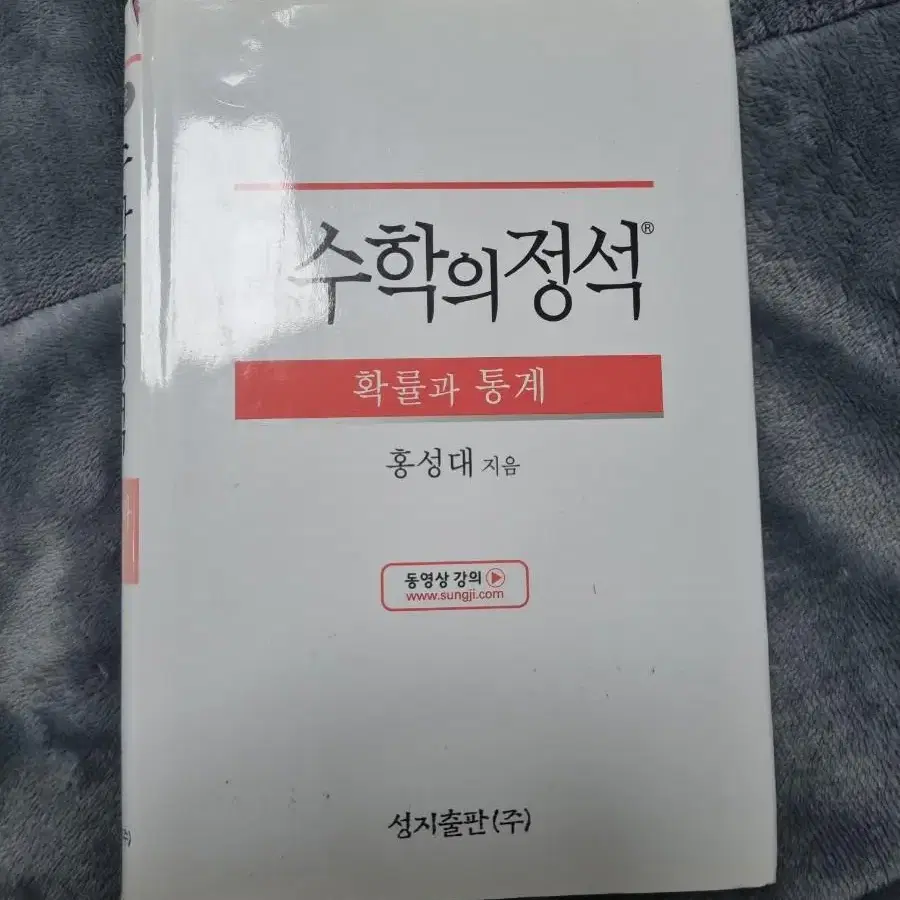 수학의 정석®
확률과 통계
홍성대 지음
동영상 강의
www.sungji.com
성지출판(주)